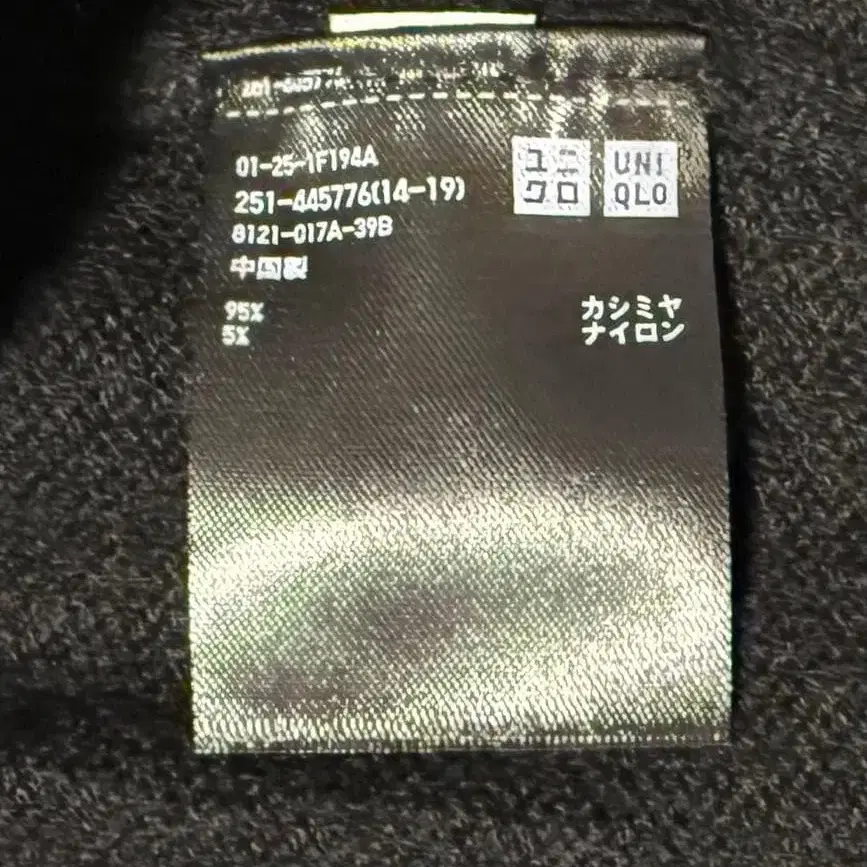 01-25-1F194A
251-445776(14-19)
8121-017A-39B
中国製
ユニ
クロ
UNI
QLO
95% カシミヤ
5% ナイロン